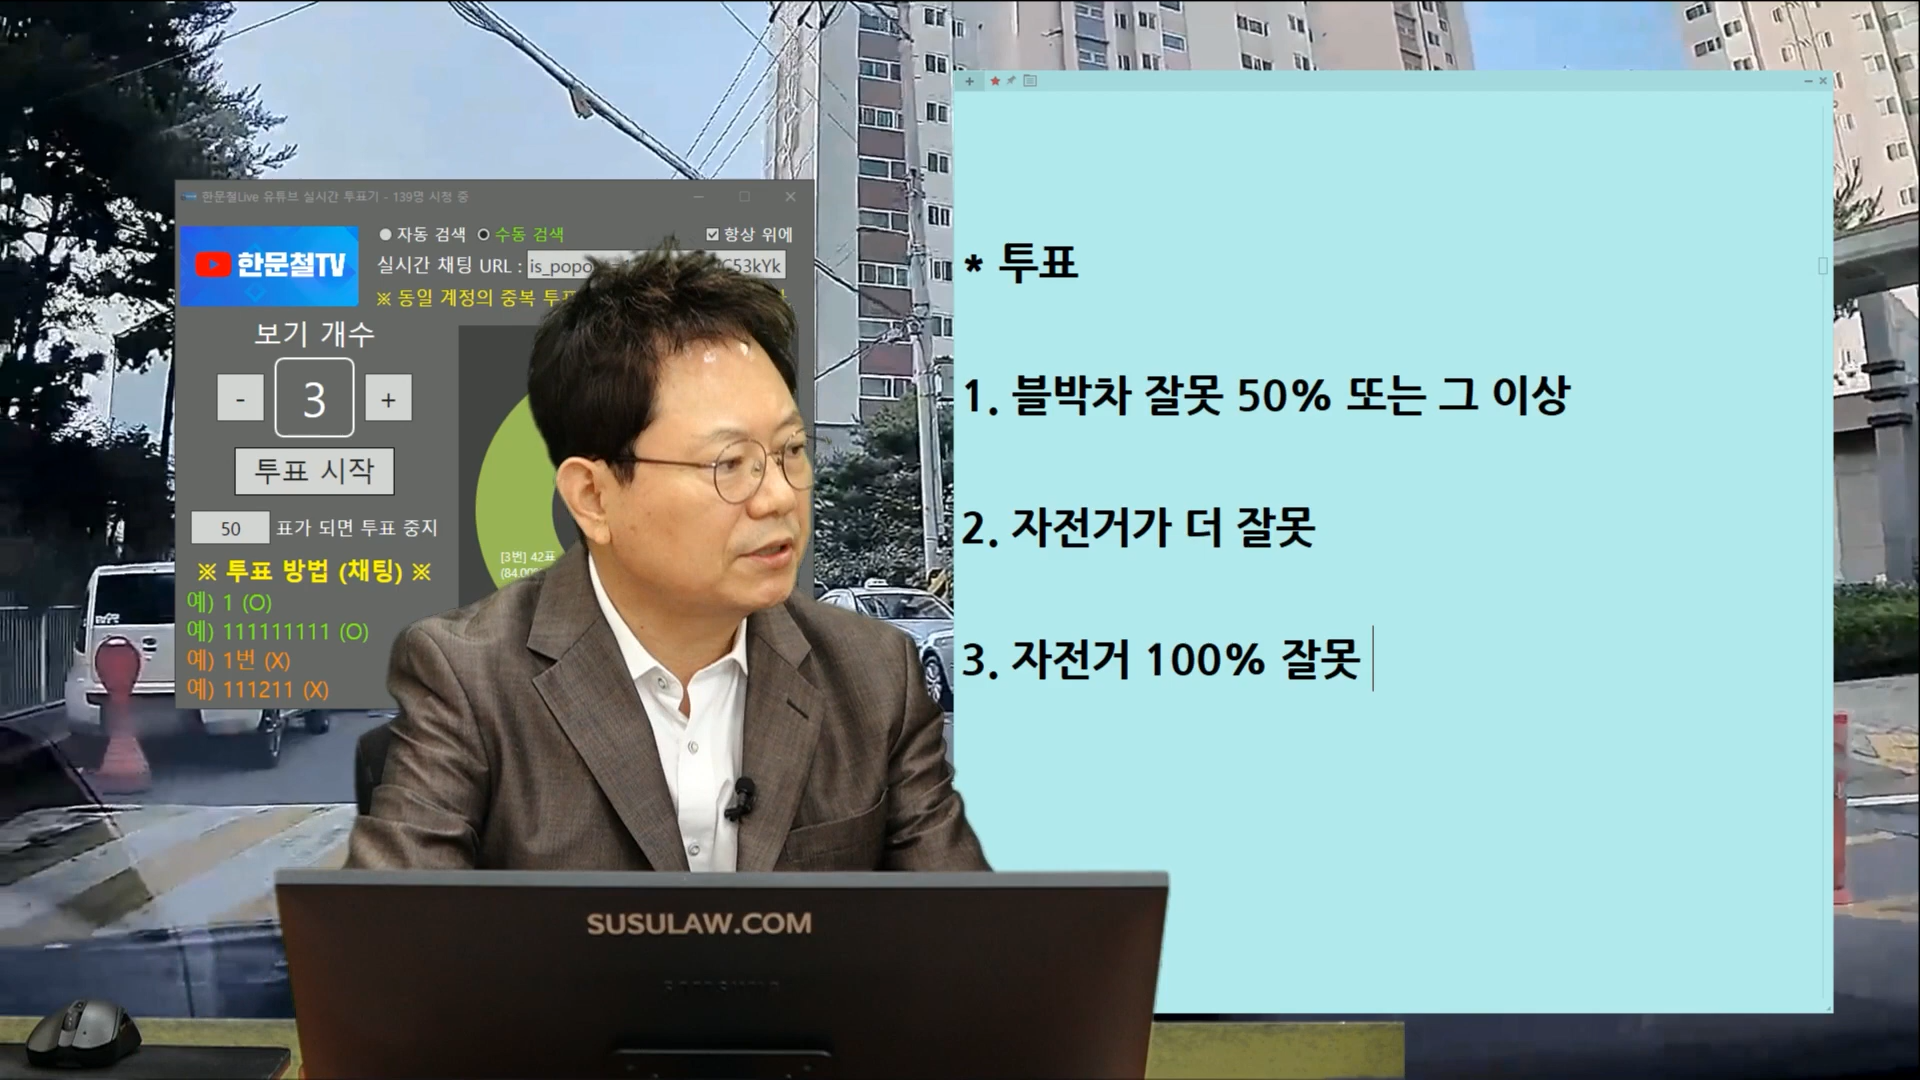 한문철Live 유튜브 실시간 투표기 - 139명 시청 중
한문철TV
자동 검색 수동 검색 항상 위에
실시간 채팅 URL : is_popo C53kYk
※ 동일 계정의 중복
보기 개수
- 3 +
투표 시작
50 표가 되면 투표 중지
※ 투표 방법 (채팅) ※
예) 1 (O)
예) 111111111 (O)
예) 1번 (X)
예) 111211 (X)
[3번] 42표
* 투표
1. 블박차 잘못 50% 또는 그 이상
2. 자전거가 더 잘못
3. 자전거 100% 잘못
SUSULAW.COM
SAMSUNG